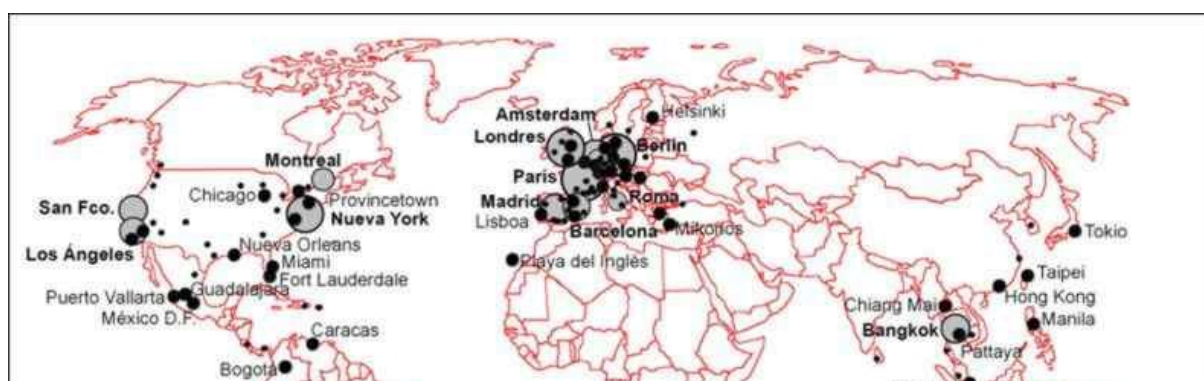 Amsterdam
Helsinki
Londres
Berlin
Montreal
Paris
Chicago
Provincetown
Madrid
Roma
San Fco.
Nueva York
Lisboa
Barcelona
Mikonos
Tokio
Los Ángeles
Nueva Orleans
Miami
Playa del Inglés
Fort Lauderdale
Taipei
Guadalajara
Puerto Vallarta
Hong Kong
Chiang Mai
México D.F.
Manila
Bangkok
Caracas
Pattaya
Bogotá